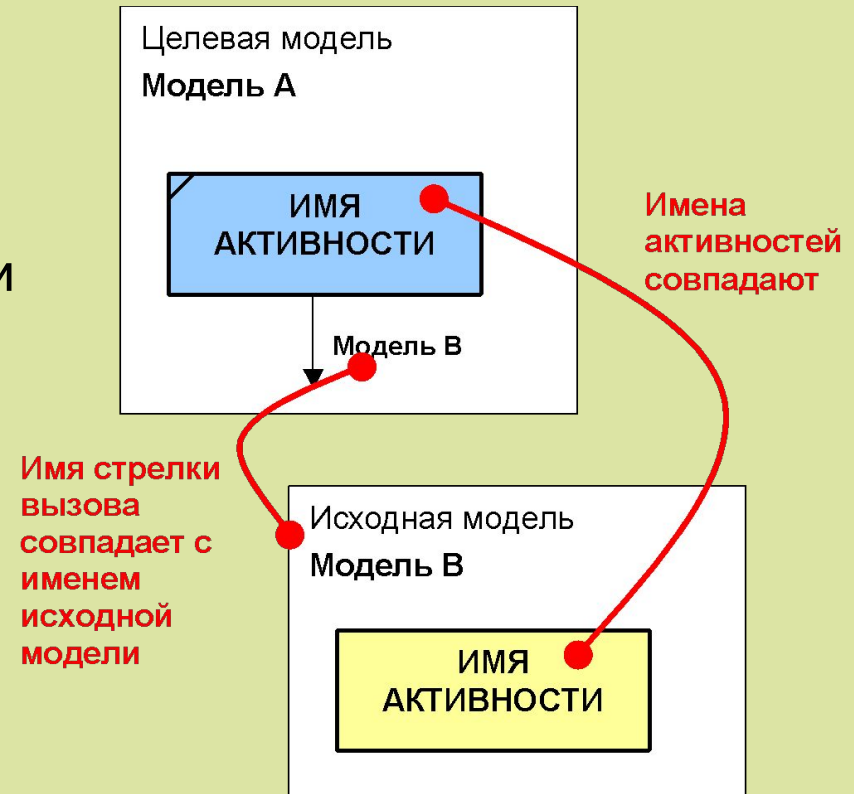 Целевая модель
Модель А
ИМЯ
АКТИВНОСТИ
Модель В
Имена
активностей
совпадают
и
Имя стрелки
вызова
совпадает с
именем
исходной
модели
Исходная модель
Модель В
ИМЯ
АКТИВНОСТИ